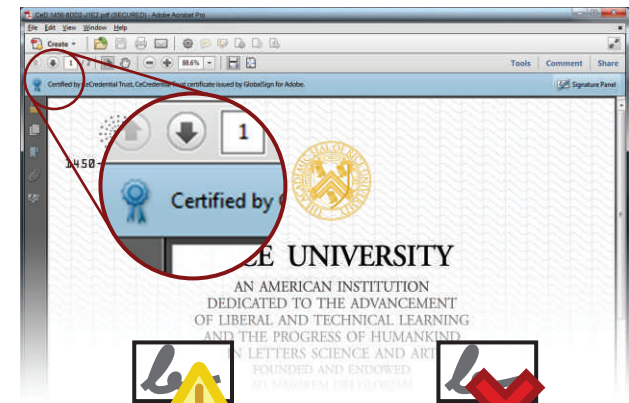 CeD 1450-8DD2-J1E2.pdf (SECURED) - Adobe Acrobat Pro
File Edit View Window Help
Create
1 88.6% Tools Comment Share
Certified by CeCredential Trust, CeCredential Trust certificate issued by GlobalSign for Adobe. Signature Panel
1
1450-
Certified by
CE UNIVERSITY
AN AMERICAN INSTITUTION
DEDICATED TO THE ADVANCEMENT
OF LIBERAL AND TECHNICAL LEARNING
AND THE PROGRESS OF HUMANKIND
IN LETTERS SCIENCE AND ART
FOUNDED AND ENDOWED